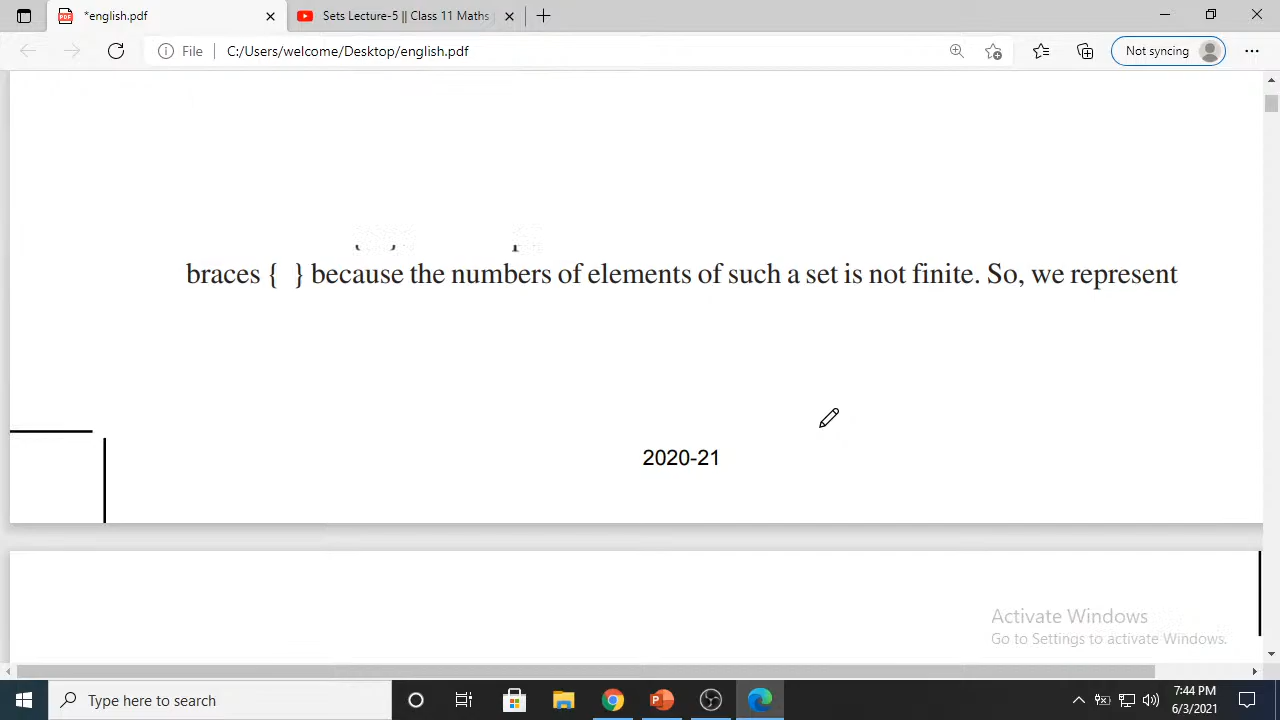 *english.pdf
Sets Lecture-5 || Class 11 Maths
File
C:/Users/welcome/Desktop/english.pdf
Not syncing
braces { } because the numbers of elements of such a set is not finite. So, we represent
2020-21
Activate Windows
Go to Settings to activate Windows.
Type here to search
7:44 PM
6/3/2021